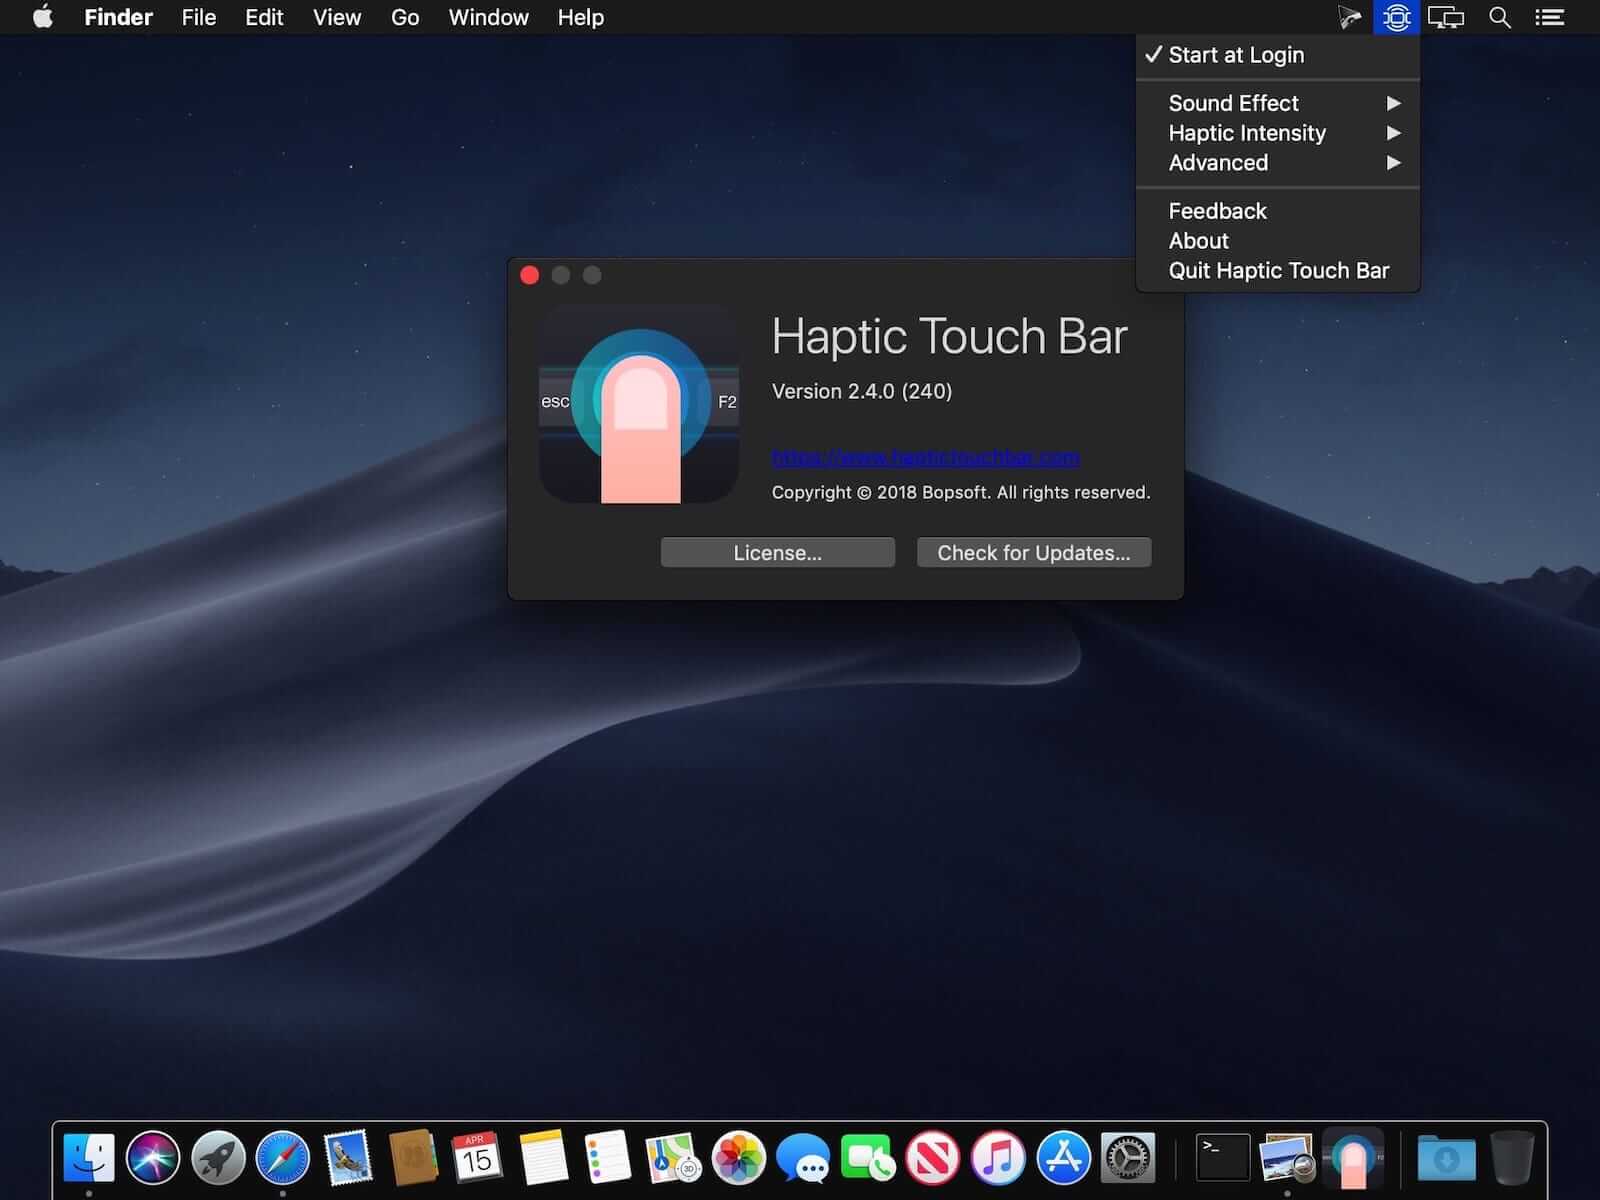 Finder File Edit View Go Window Help
✓ Start at Login
Sound Effect ▶
Haptic Intensity ▶
Advanced ▶
Feedback
About
Quit Haptic Touch Bar
Haptic Touch Bar
Version 2.4.0 (240)
esc F2
https://www.haptictouchbar.com
Copyright © 2018 Bopsoft. All rights reserved.
License...
Check for Updates...
APR
15
3D
>_